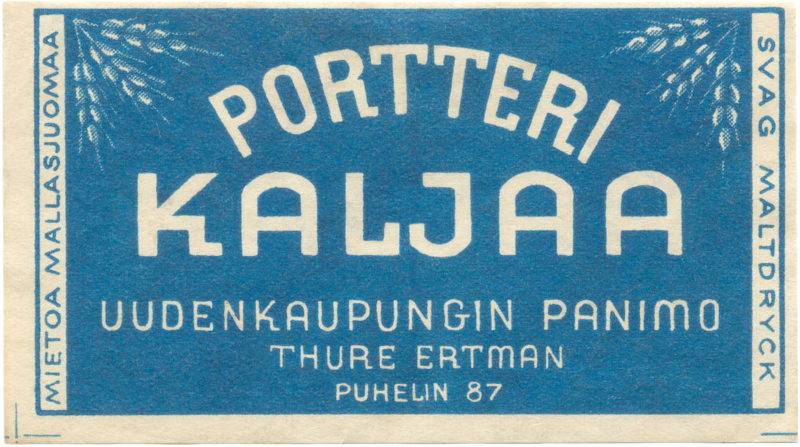 MIETOA MALLASJUOMAA
PORTTERI
KALJAA
UUDENKAUPUNGIN PANIMO
THURE ERTMAN
PUHELIN 87
SVAG MALTDRYCK